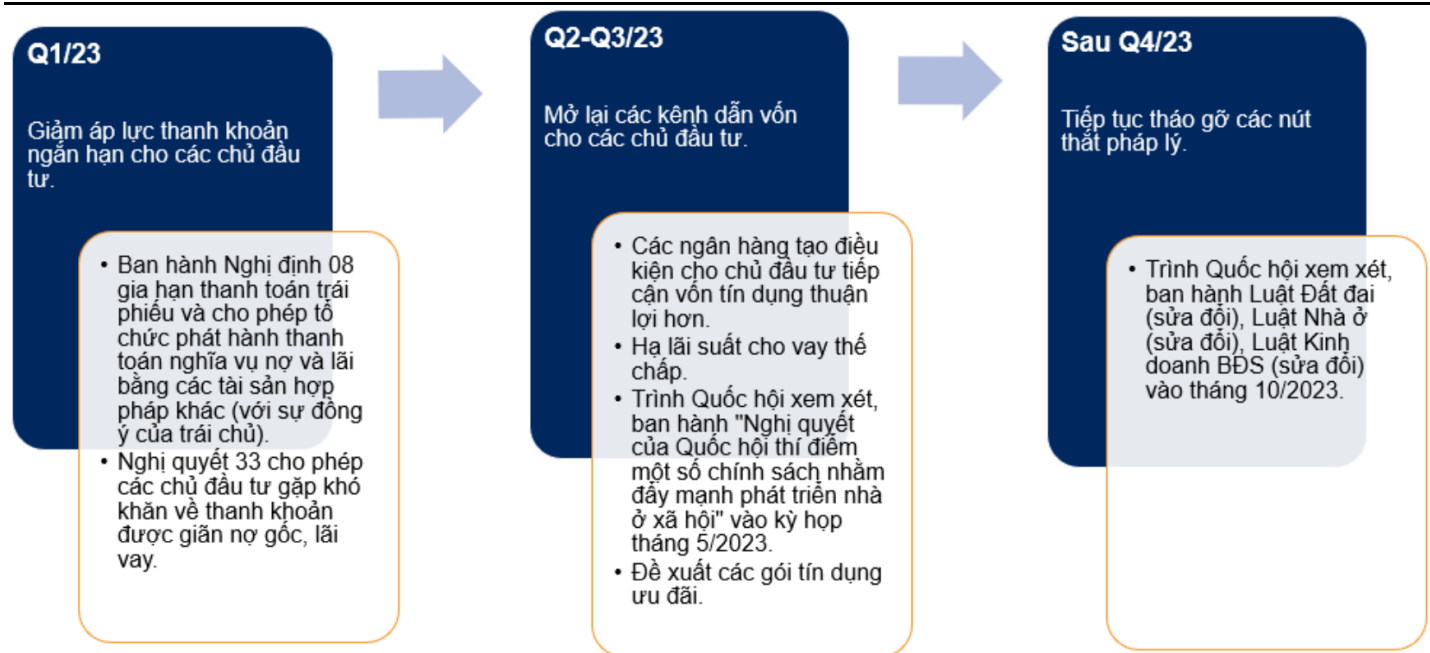 Q1/23
Giảm áp lực thanh khoản
ngắn hạn cho các chủ đầu
tư.
• Ban hành Nghị định 08
gia hạn thanh toán trái
phiếu và cho phép tổ
chức phát hành thanh
toán nghĩa vụ nợ và lãi
bằng các tài sản hợp
pháp khác (với sự đồng
ý của trái chủ).
• Nghị quyết 33 cho phép
các chủ đầu tư gặp khó
khăn về thanh khoản
được giãn nợ gốc, lãi
vay.
Q2-Q3/23
Mở lại các kênh dẫn vốn
cho các chủ đầu tư.
• Các ngân hàng tạo điều
kiện cho chủ đầu tư tiếp
cận vốn tín dụng thuận
lợi hơn.
• Hạ lãi suất cho vay thế
chấp.
• Trình Quốc hội xem xét,
ban hành "Nghị quyết
của Quốc hội thí điểm
một số chính sách nhằm
đẩy mạnh phát triển nhà
ở xã hội" vào kỳ họp
tháng 5/2023.
• Đề xuất các gói tín dụng
ưu đãi.
Sau Q4/23
Tiếp tục tháo gỡ các nút
thắt pháp lý.
• Trình Quốc hội xem xét,
ban hành Luật Đất đai
(sửa đổi), Luật Nhà ở
(sửa đổi), Luật Kinh
doanh BĐS (sửa đổi)
vào tháng 10/2023.